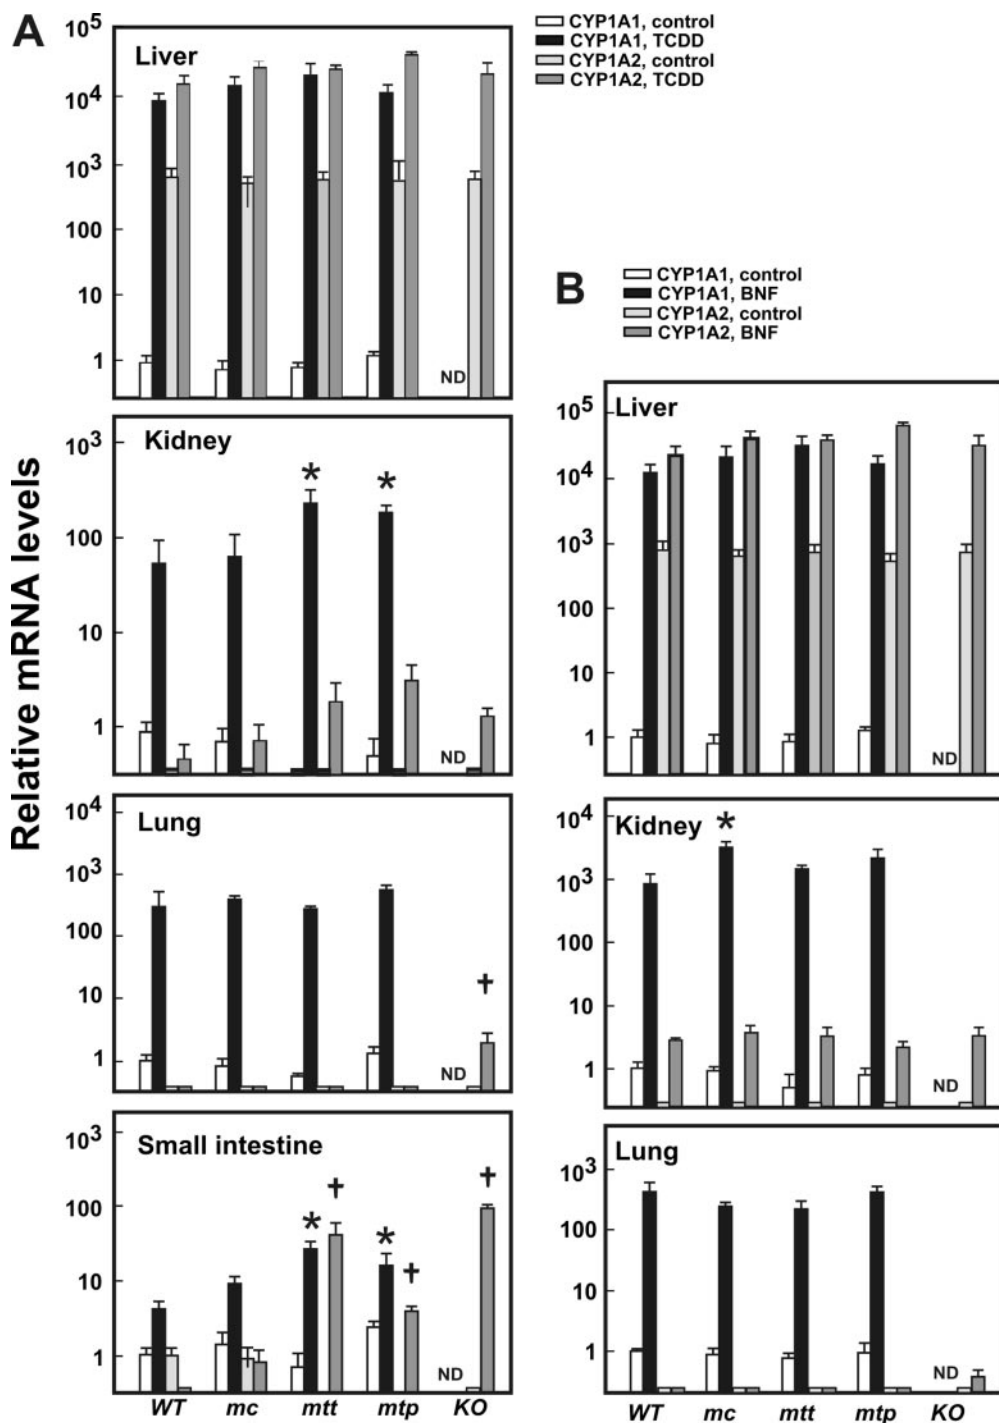 A
CYP1A1, control
CYP1A1, TCDD
CYP1A2, control
CYP1A2, TCDD
Relative mRNA levels
Liver
10⁵
10⁴
10³
100
10
1
ND
Kidney
10³
100
10
1
*
*
ND
Lung
10⁴
10³
100
10
1
†
ND
Small intestine
10³
100
10
1
*
†
*
†
†
ND
WT mc mtt mtp KO
B
CYP1A1, control
CYP1A1, BNF
CYP1A2, control
CYP1A2, BNF
Liver
10⁵
10⁴
10³
100
10
1
ND
Kidney
10⁴
10³
100
10
1
*
ND
Lung
10³
100
10
1
ND
WT mc mtt mtp KO